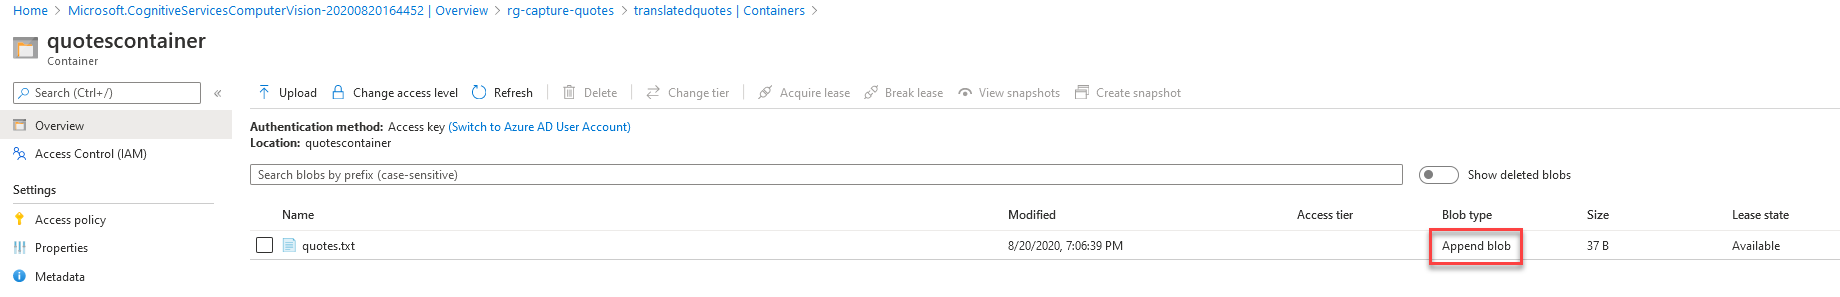 Home > Microsoft.CognitiveServicesComputerVision-20200820164452 | Overview > rg-capture-quotes > translatedquotes | Containers >
quotescontainer
Container
Search (Ctrl+/) «
Upload Change access level Refresh Delete Change tier Acquire lease Break lease View snapshots Create snapshot
Overview
Access Control (IAM)
Settings
Access policy
Properties
Metadata
Authentication method: Access key (Switch to Azure AD User Account)
Location: quotescontainer
Search blobs by prefix (case-sensitive) Show deleted blobs
Name Modified Access tier Blob type Size Lease state
quotes.txt 8/20/2020, 7:06:39 PM Append blob 37 B Available